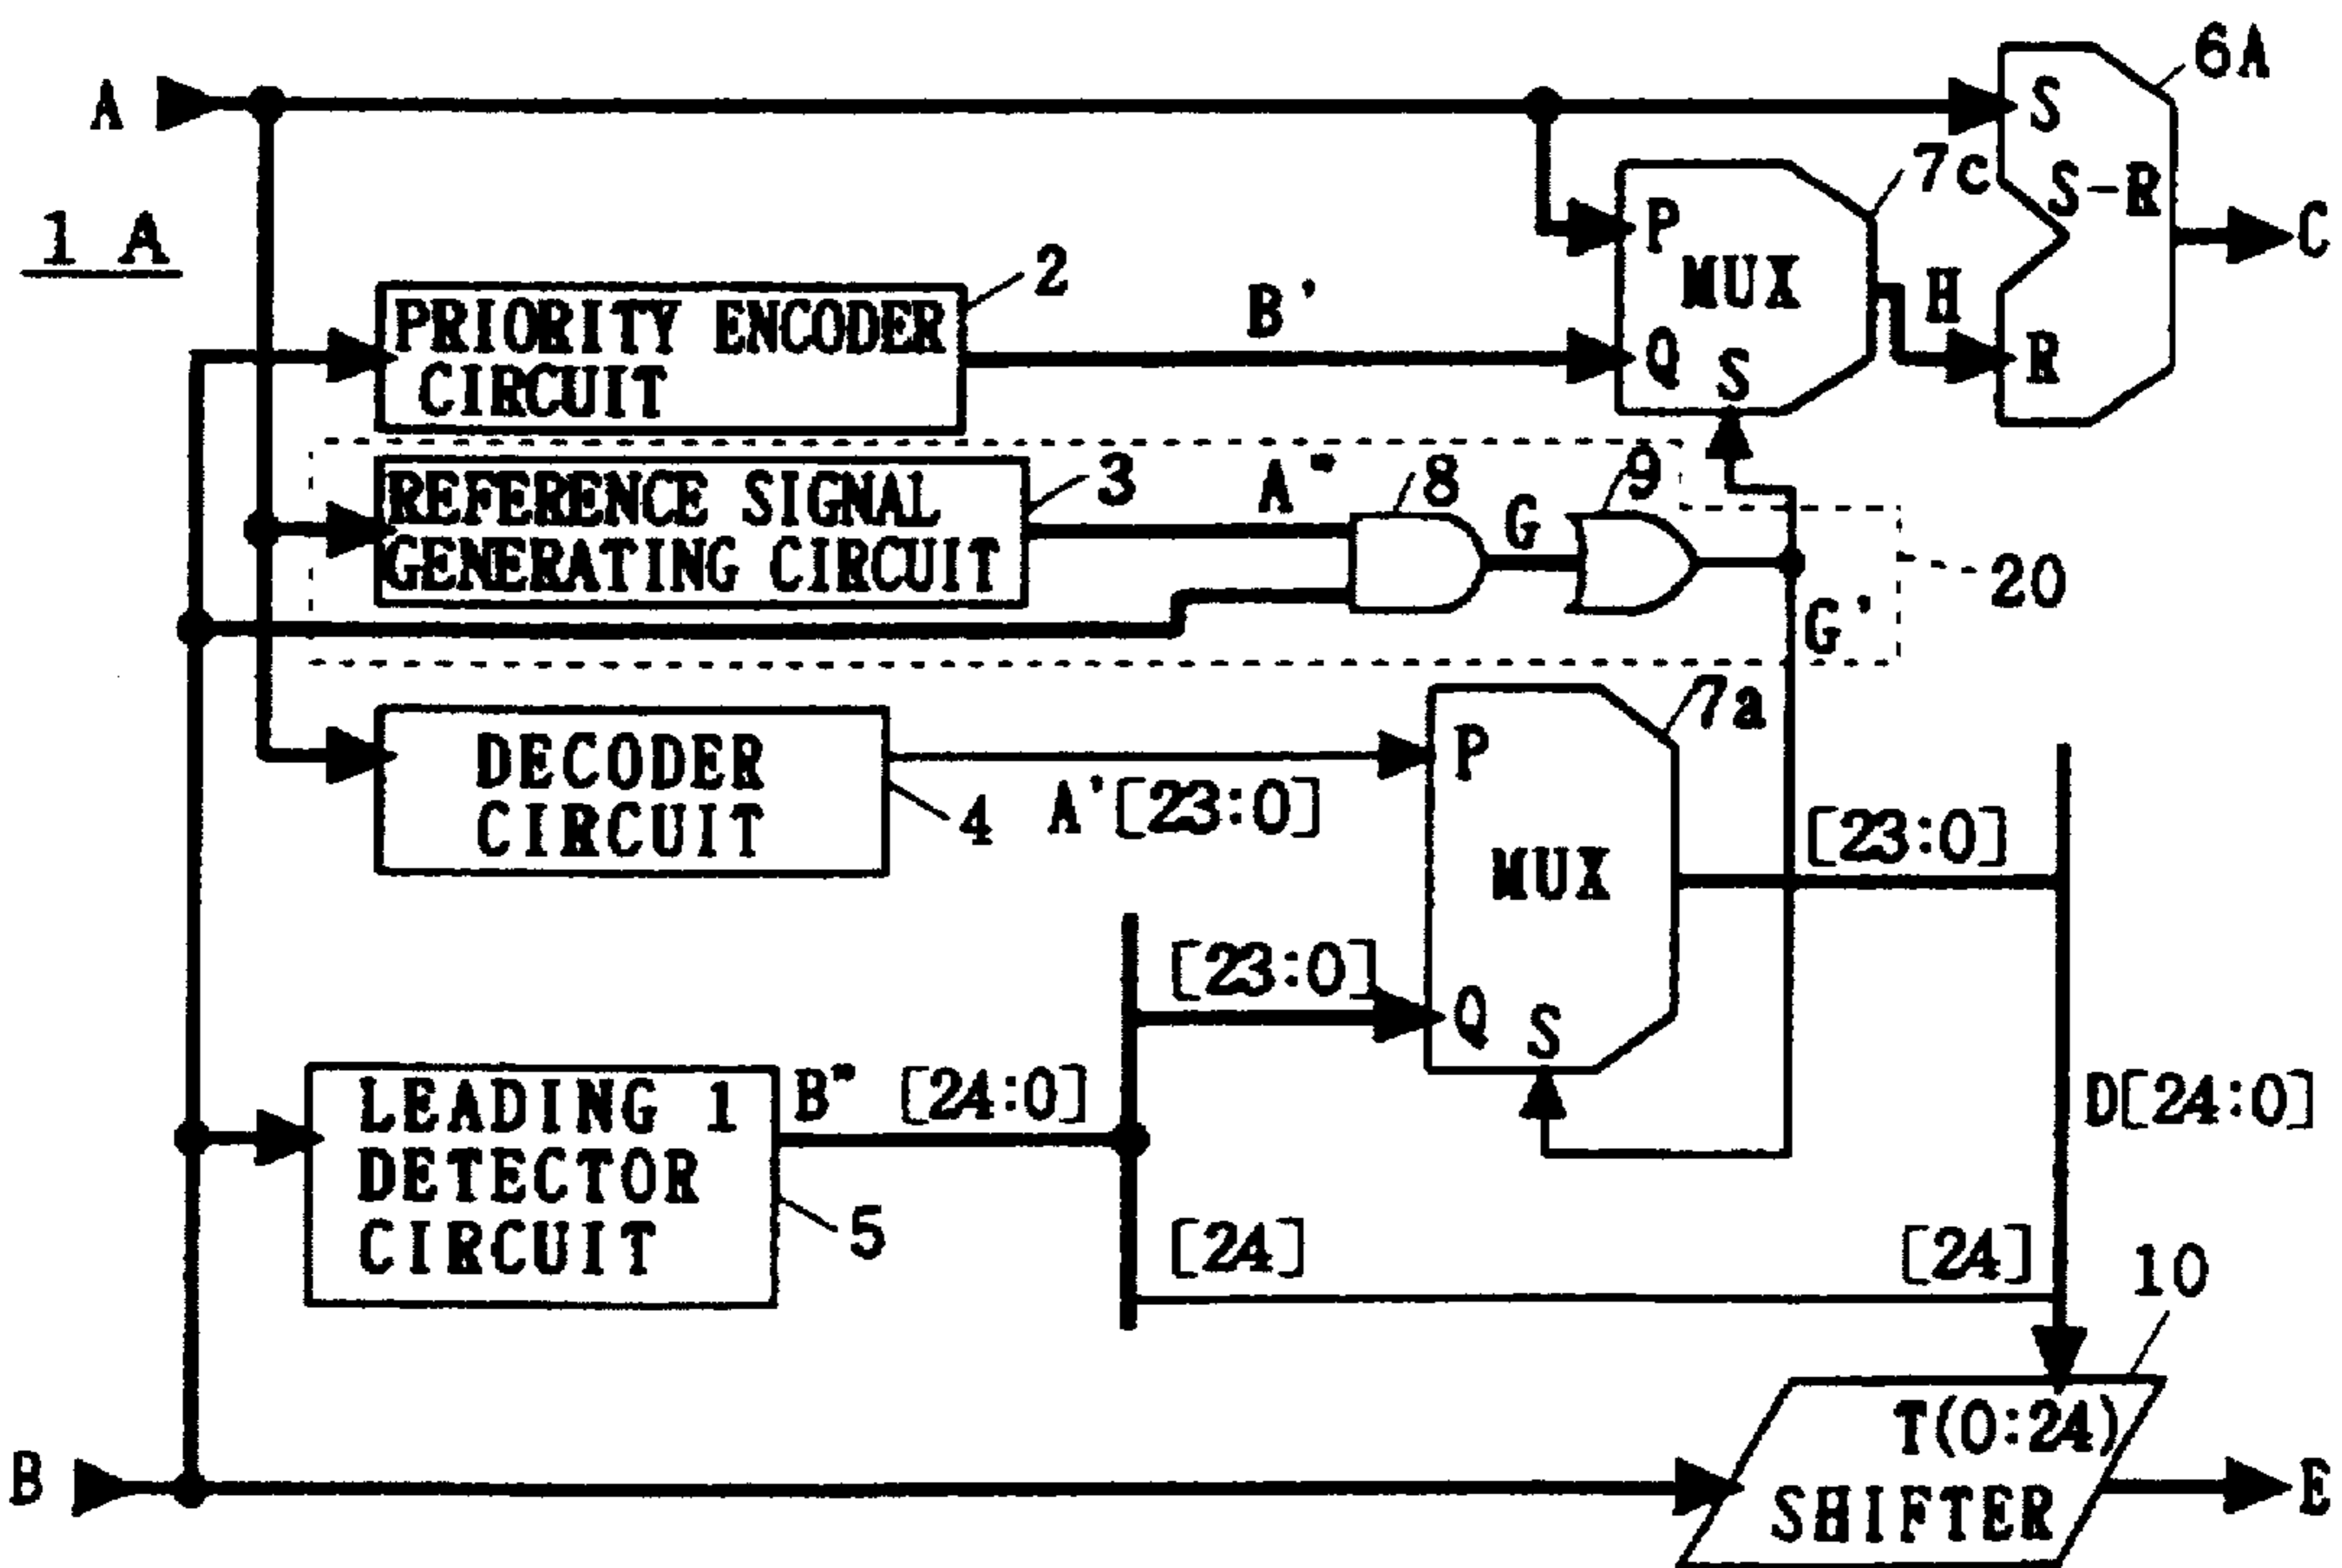 6A
A
S
7c
S-R
1 A
P
MUX
C
2
B'
H
PRIORITY ENCODER
CIRCUIT
Q
S
R
REFERENCE SIGNAL
GENERATING CIRCUIT
3
A"
8
G
9
20
G'
7a
DECODER
CIRCUIT
P
4
A'[23:0]
[23:0]
MUX
[23:0]
Q
S
LEADING 1
DETECTOR
CIRCUIT
B" [24:0]
D[24:0]
5
[24]
[24]
10
T(0:24)
B
SHIFTER
E